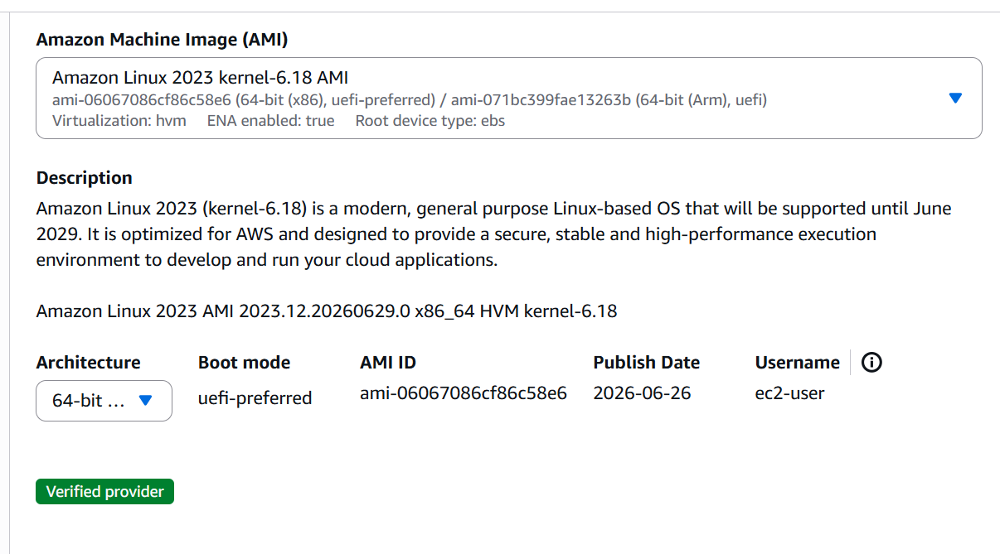 Amazon Machine Image (AMI)
Amazon Linux 2023 kernel-6.18 AMI
ami-06067086cf86c58e6 (64-bit (x86), uefi-preferred) / ami-071bc399fae13263b (64-bit (Arm), uefi)
Virtualization: hvm ENA enabled: true Root device type: ebs
Description
Amazon Linux 2023 (kernel-6.18) is a modern, general purpose Linux-based OS that will be supported until June
2029. It is optimized for AWS and designed to provide a secure, stable and high-performance execution
environment to develop and run your cloud applications.
Amazon Linux 2023 AMI 2023.12.20260629.0 x86_64 HVM kernel-6.18
Architecture Boot mode AMI ID Publish Date Username
64-bit ... uefi-preferred ami-06067086cf86c58e6 2026-06-26 ec2-user
Verified provider